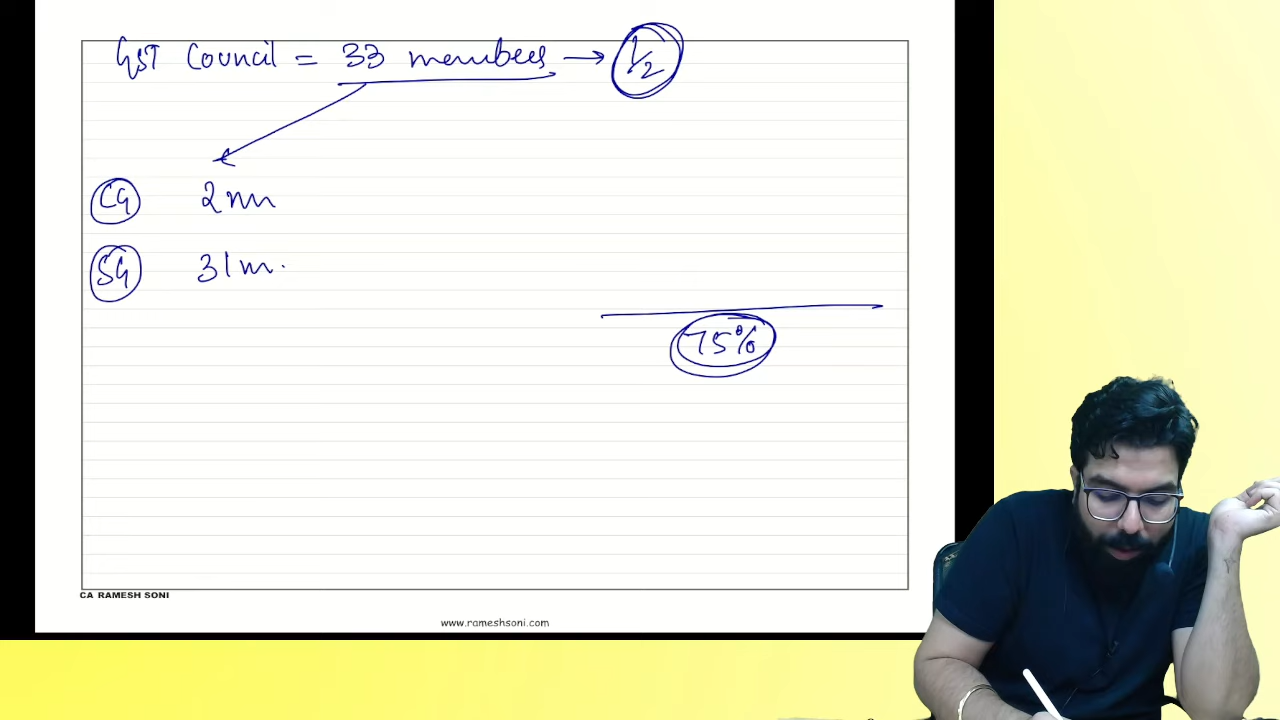 GST Council = 33 members → 1/2
CG 2m
SG 31m.
75%
CA RAMESH SONI
www.rameshsoni.com